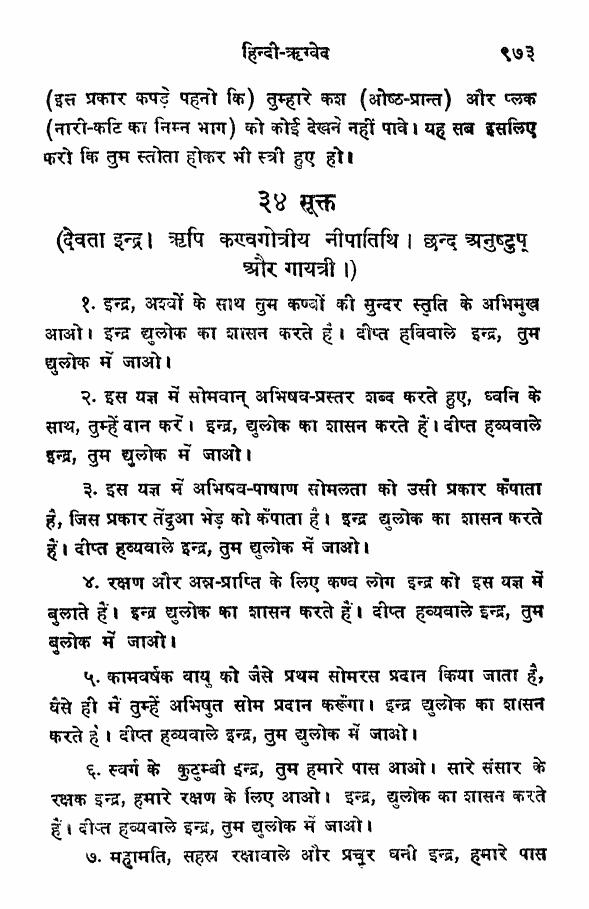 हिन्दी-ऋग्वेद ९७३
(इस प्रकार कपड़े पहनो कि) तुम्हारे कश (ओष्ठ-प्रान्त) और प्लक
(नारी-कटि का निम्न भाग) को कोई देखने नहीं पावे। यह सब इसलिए
करो कि तुम स्तोता होकर भी स्त्री हुए हो।
३४ सूक्त
(देवता इन्द्र। ऋषि कण्वगोत्रीय नीपातिथि। छन्द अनुष्टुप्
और गायत्री।)
१. इन्द्र, अश्वों के साथ तुम कण्वों की सुन्दर स्तुति के अभिमुख
आओ। इन्द्र द्युलोक का शासन करते हैं। दीप्त हविवाले इन्द्र, तुम
द्युलोक में जाओ।
२. इस यज्ञ में सोमवान् अभिषव-प्रस्तर शब्द करते हुए, ध्वनि के
साथ, तुम्हें दान करें। इन्द्र, द्युलोक का शासन करते हैं। दीप्त हव्यवाले
इन्द्र, तुम द्युलोक में जाओ।
३. इस यज्ञ में अभिषव-पाषाण सोमलता को उसी प्रकार कँपाता
है, जिस प्रकार तेंदुआ भेड़ को कँपाता है। इन्द्र द्युलोक का शासन करते
हैं। दीप्त हव्यवाले इन्द्र, तुम द्युलोक में जाओ।
४. रक्षण और अन्न-प्राप्ति के लिए कण्व लोग इन्द्र को इस यज्ञ में
बुलाते हैं। इन्द्र द्युलोक का शासन करते हैं। दीप्त हव्यवाले इन्द्र, तुम
द्युलोक में जाओ।
५. कामवर्षक वायु को जैसे प्रथम सोमरस प्रदान किया जाता है,
वैसे ही मैं तुम्हें अभिषुत सोम प्रदान करूँगा। इन्द्र द्युलोक का शासन
करते हैं। दीप्त हव्यवाले इन्द्र, तुम द्युलोक में जाओ।
६. स्वर्ग के कुटुम्बी इन्द्र, तुम हमारे पास आओ। सारे संसार के
रक्षक इन्द्र, हमारे रक्षण के लिए आओ। इन्द्र, द्युलोक का शासन करते
हैं। दीप्त हव्यवाले इन्द्र, तुम द्युलोक में जाओ।
७. महामति, सहस्र रक्षावाले और प्रचुर धनी इन्द्र, हमारे पास